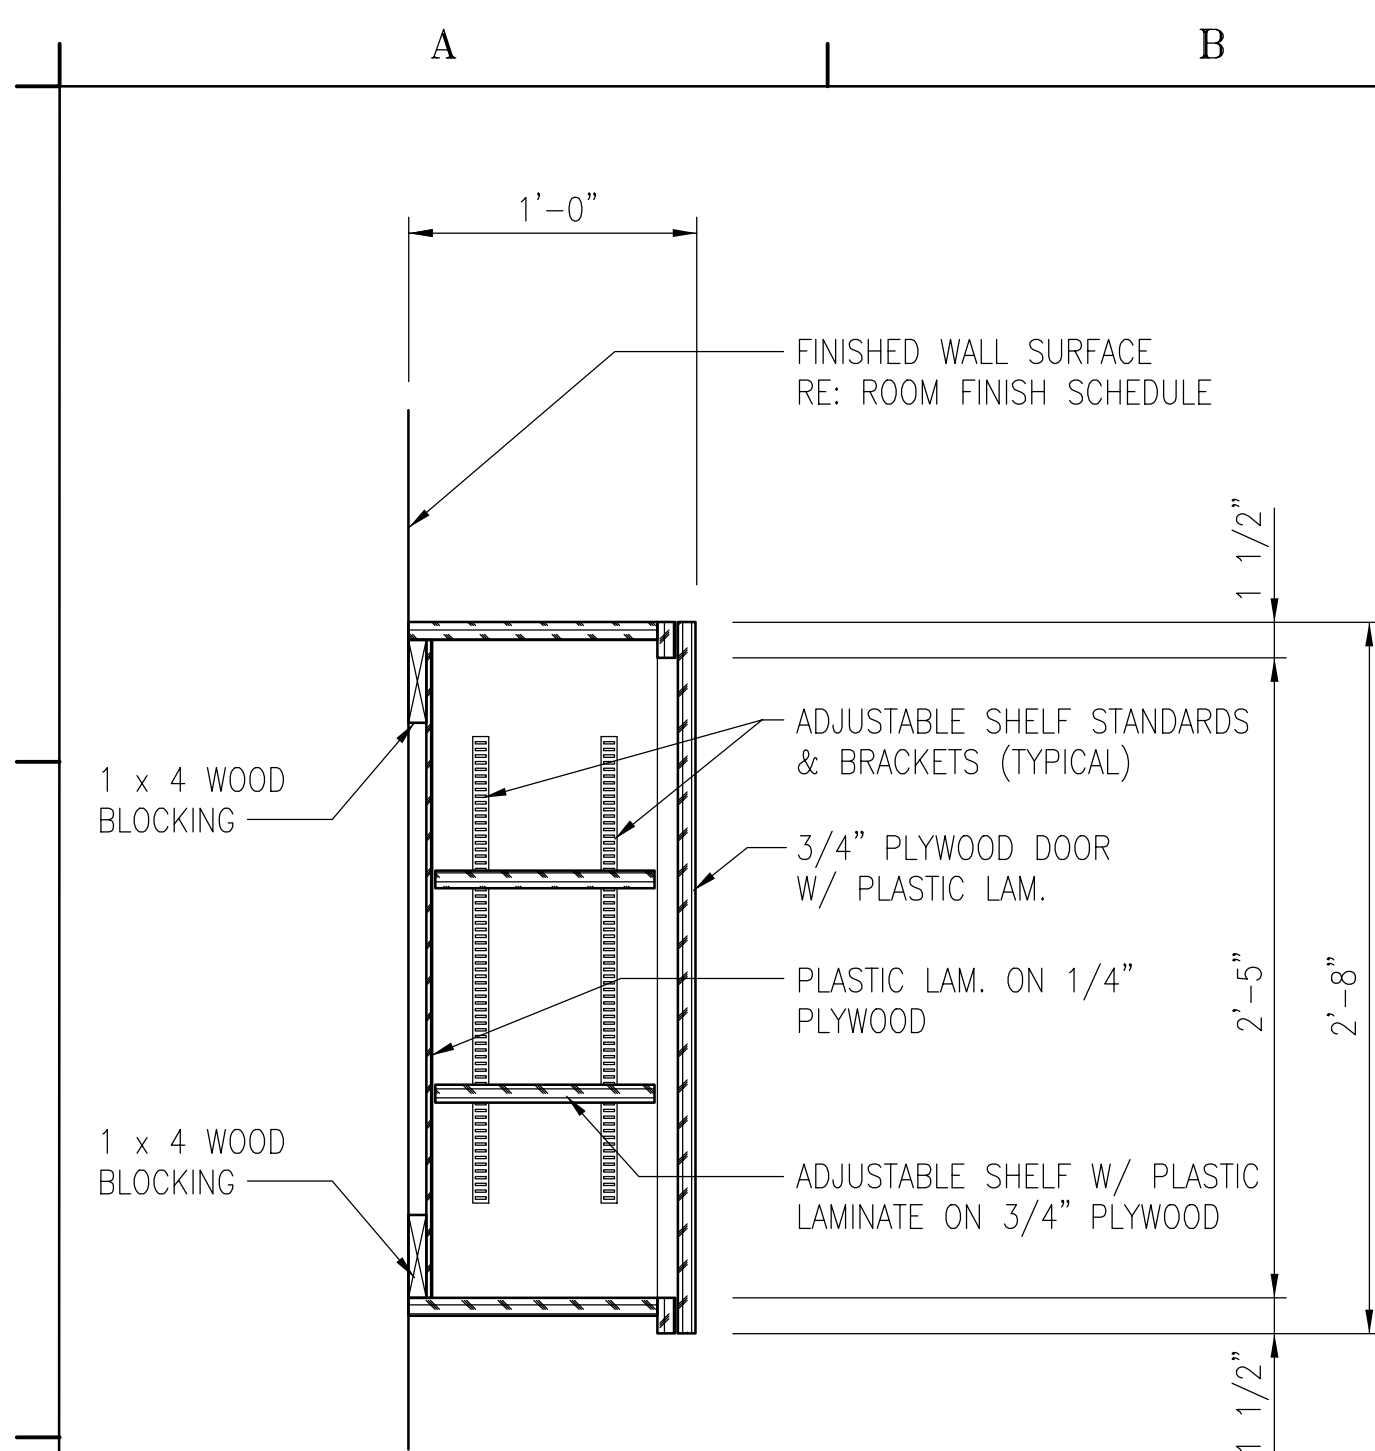 A
B
1'-0"
FINISHED WALL SURFACE
RE: ROOM FINISH SCHEDULE
1 1/2"
ADJUSTABLE SHELF STANDARDS
& BRACKETS (TYPICAL)
1 x 4 WOOD
BLOCKING
3/4" PLYWOOD DOOR
W/ PLASTIC LAM.
PLASTIC LAM. ON 1/4"
PLYWOOD
2'-5"
2'-8"
1 x 4 WOOD
BLOCKING
ADJUSTABLE SHELF W/ PLASTIC
LAMINATE ON 3/4" PLYWOOD
1 1/2"